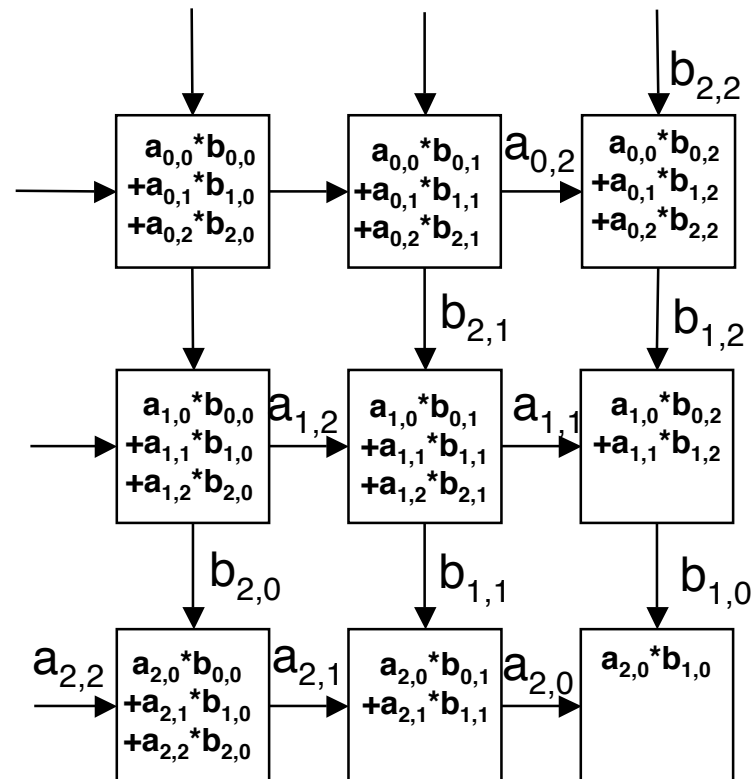 b2,2
a0,0*b0,0
+a0,1*b1,0
+a0,2*b2,0
a0,0*b0,1
+a0,1*b1,1
+a0,2*b2,1
a0,2
a0,0*b0,2
+a0,1*b1,2
+a0,2*b2,2
b2,1
b1,2
a1,0*b0,0
+a1,1*b1,0
+a1,2*b2,0
a1,2
a1,0*b0,1
+a1,1*b1,1
+a1,2*b2,1
a1,1
a1,0*b0,2
+a1,1*b1,2
b2,0
b1,1
b1,0
a2,2
a2,0*b0,0
+a2,1*b1,0
+a2,2*b2,0
a2,1
a2,0*b0,1
+a2,1*b1,1
a2,0
a2,0*b1,0